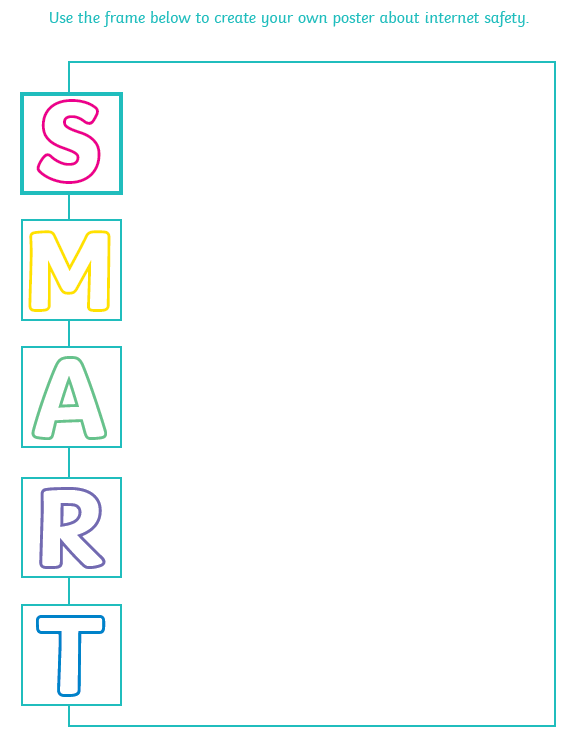 Use the frame below to create your own poster about internet safety.
S
M
A
R
T